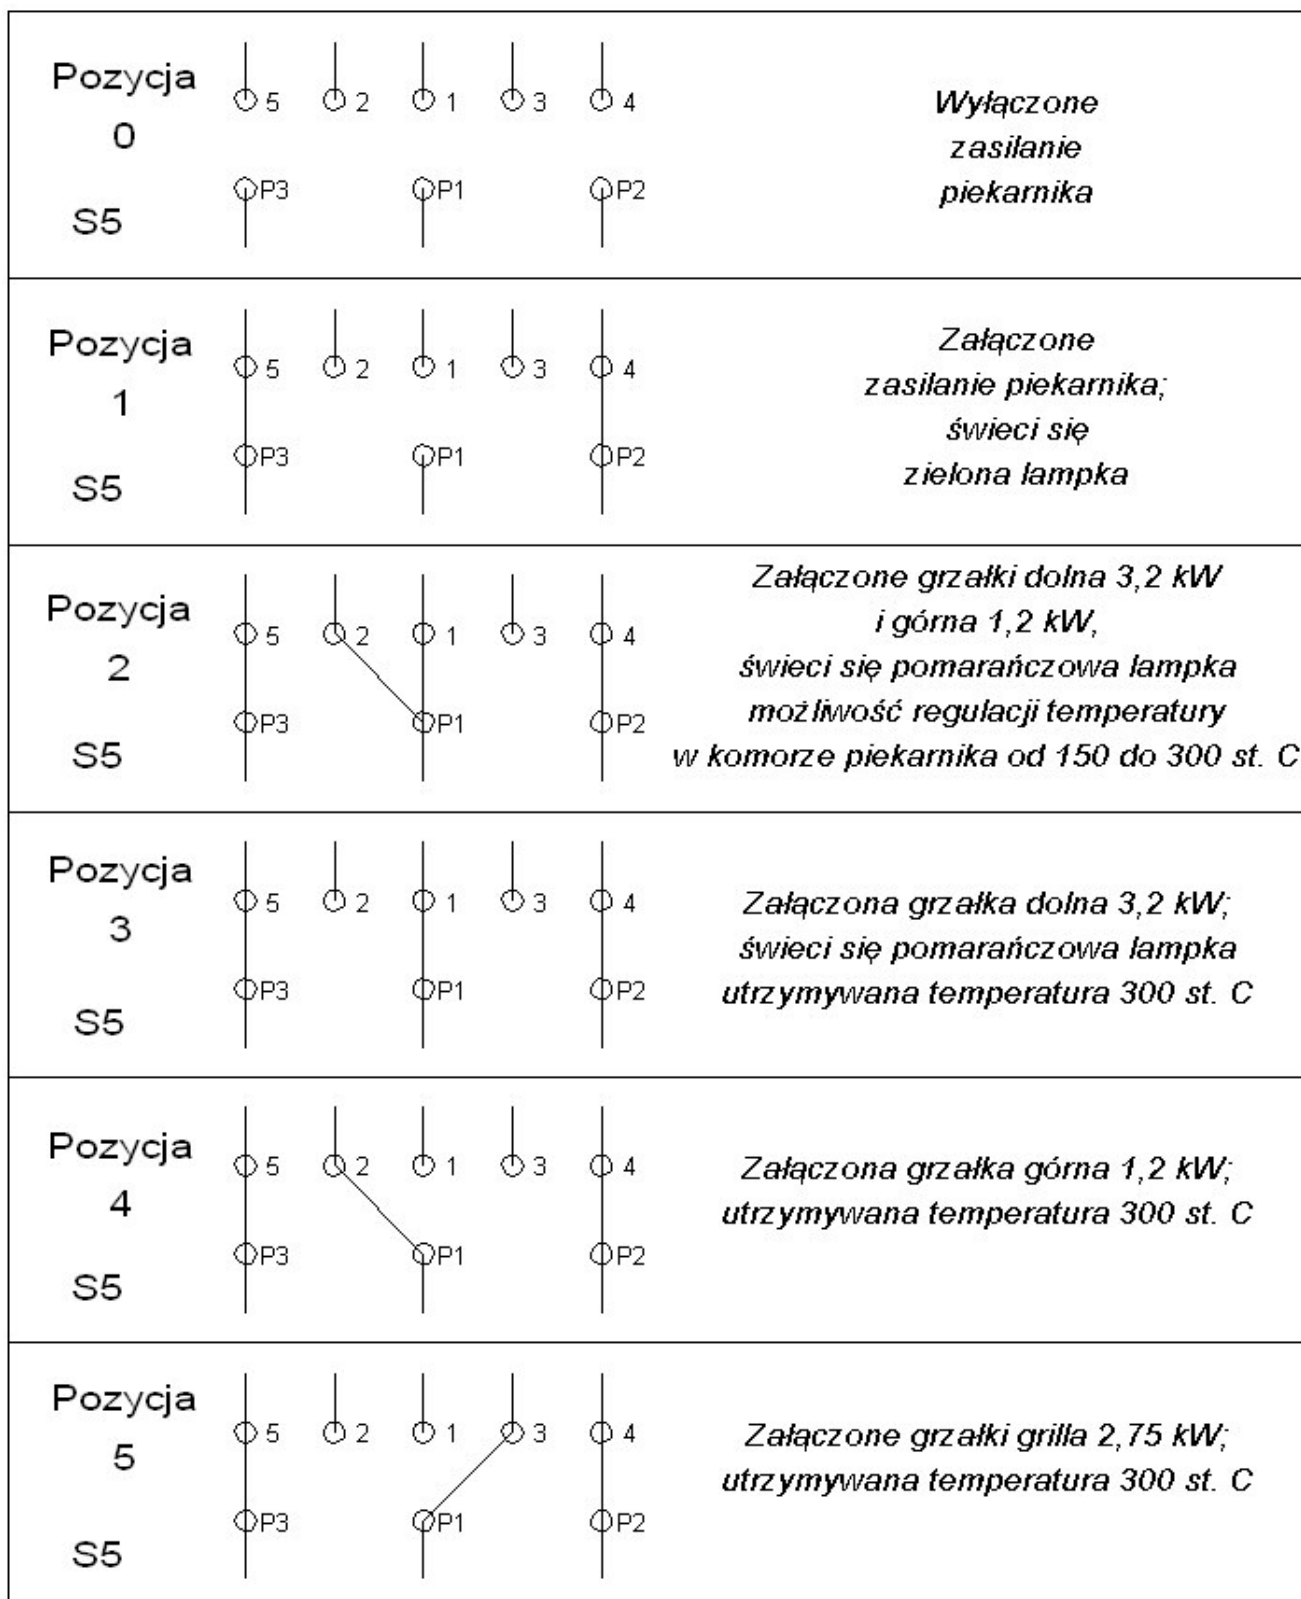 Pozycja
0
S5
5 2 1 3 4
P3 P1 P2
Wyłączone
zasilanie
piekarnika
Pozycja
1
S5
5 2 1 3 4
P3 P1 P2
Załączone
zasilanie piekarnika;
świeci się
zielona lampka
Pozycja
2
S5
5 2 1 3 4
P3 P1 P2
Załączone grzałki dolna 3,2 kW
i górna 1,2 kW,
świeci się pomarańczowa lampka
możliwość regulacji temperatury
w komorze piekarnika od 150 do 300 st. C
Pozycja
3
S5
5 2 1 3 4
P3 P1 P2
Załączona grzałka dolna 3,2 kW;
świeci się pomarańczowa lampka
utrzymywana temperatura 300 st. C
Pozycja
4
S5
5 2 1 3 4
P3 P1 P2
Załączona grzałka górna 1,2 kW;
utrzymywana temperatura 300 st. C
Pozycja
5
S5
5 2 1 3 4
P3 P1 P2
Załączone grzałki grilla 2,75 kW;
utrzymywana temperatura 300 st. C